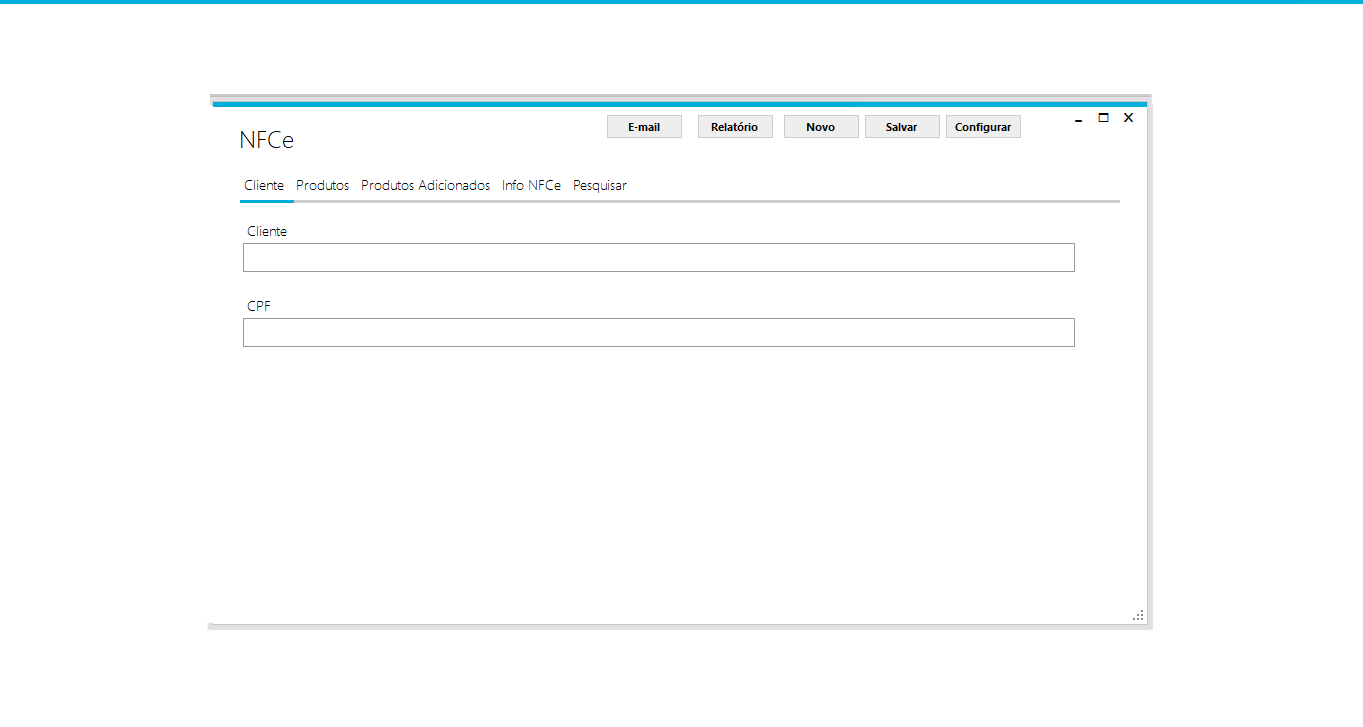 E-mail Relatório Novo Salvar Configurar
NFCe
Cliente Produtos Produtos Adicionados Info NFCe Pesquisar
Cliente
CPF